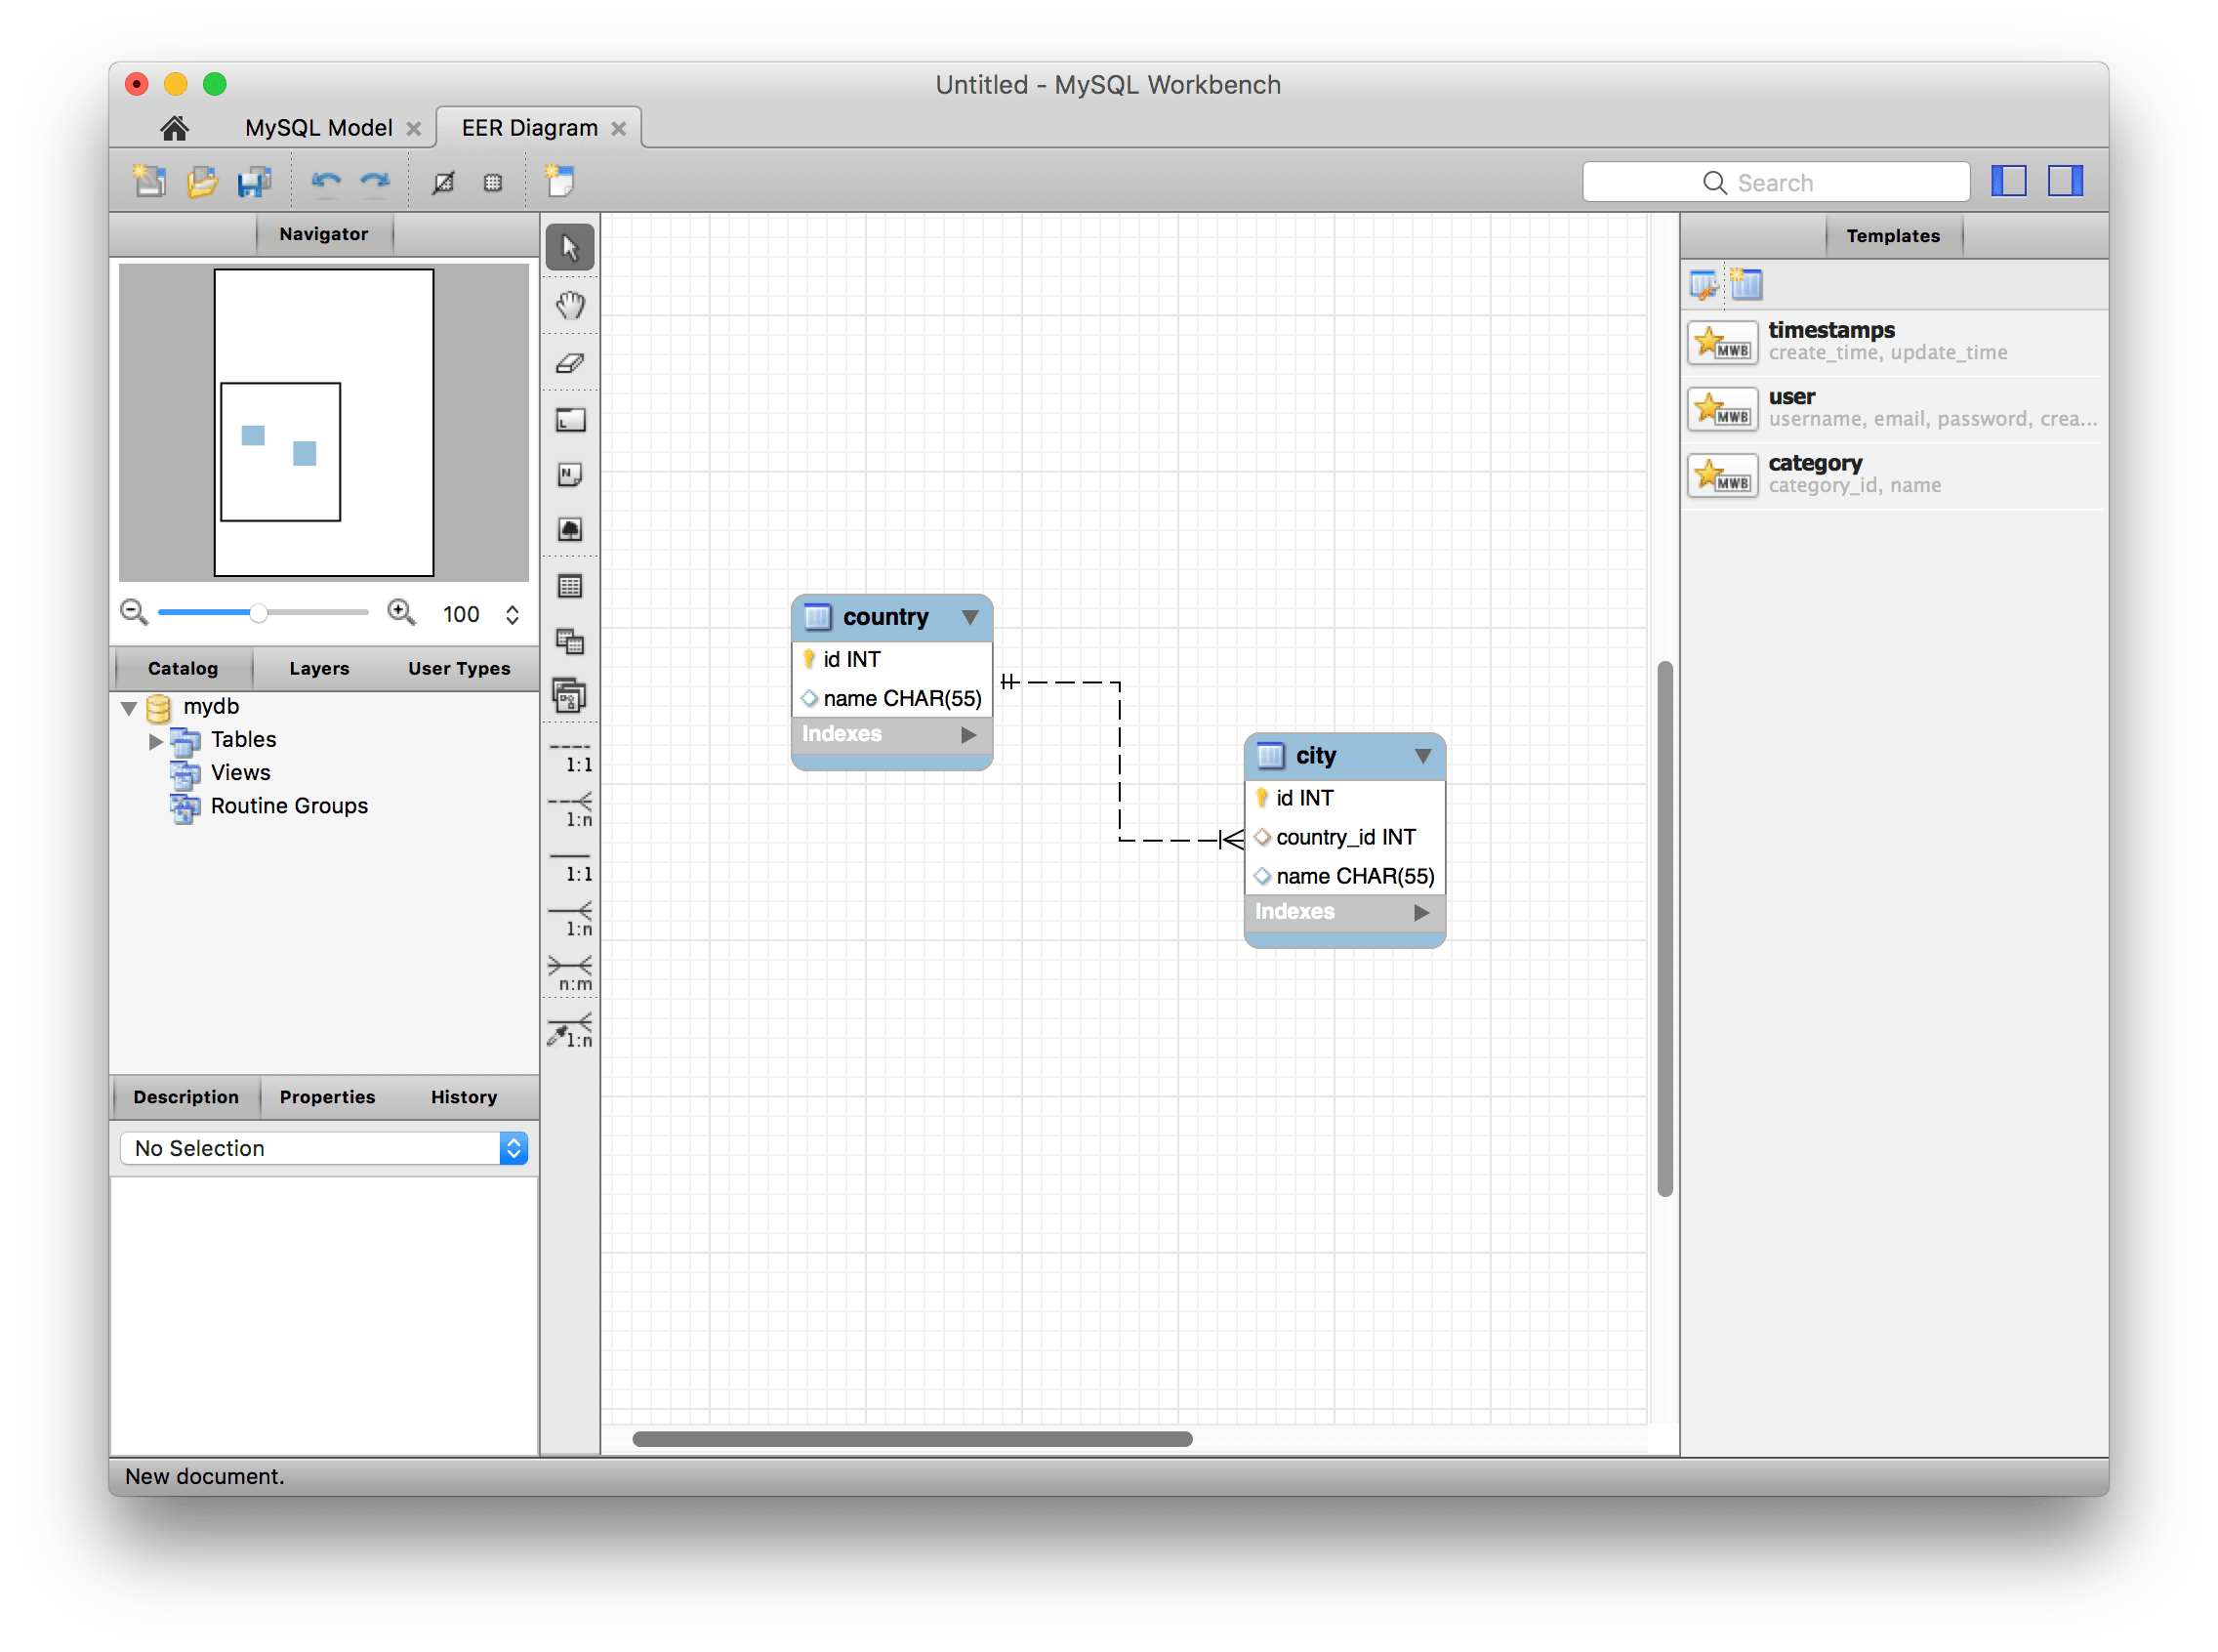 Untitled - MySQL Workbench
MySQL Model
EER Diagram
Search
Navigator
100
Catalog
Layers
User Types
mydb
Tables
Views
Routine Groups
Description
Properties
History
No Selection
L
N
1:1
1:n
1:1
1:n
n:m
1:n
country
id INT
name CHAR(55)
Indexes
city
id INT
country_id INT
name CHAR(55)
Indexes
Templates
MWB
timestamps
create_time, update_time
MWB
user
username, email, password, crea...
MWB
category
category_id, name
New document.